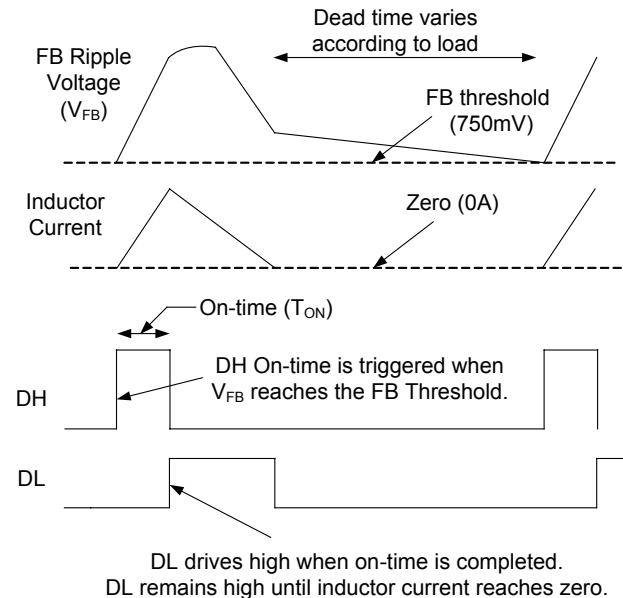 Dead time varies
according to load
FB Ripple
Voltage
(VFB)
FB threshold
(750mV)
Inductor
Current
Zero (0A)
On-time (TON)
DH On-time is triggered when
VFB reaches the FB Threshold.
DH
DL
DL drives high when on-time is completed.
DL remains high until inductor current reaches zero.